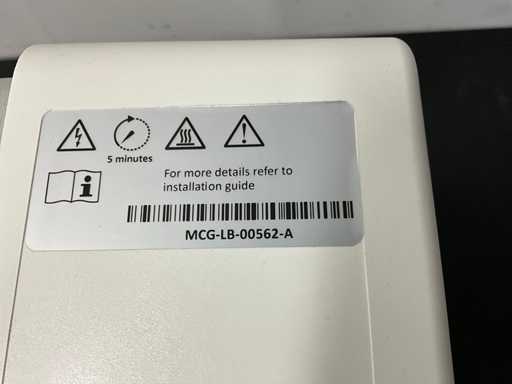 5 minutes
For more details refer to
installation guide
MCG-LB-00562-A